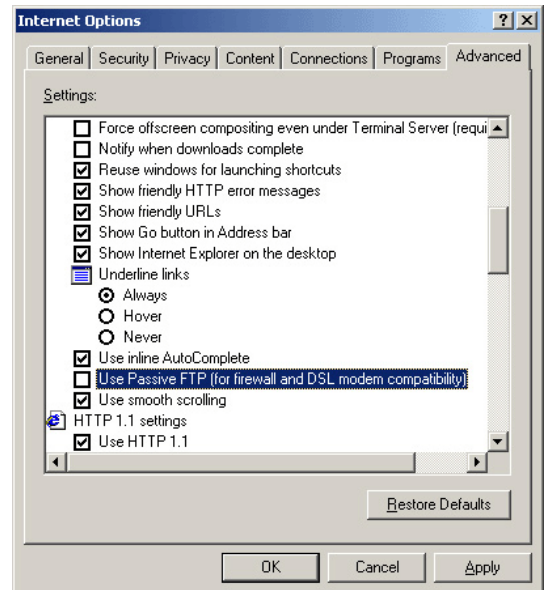 Internet Options
General Security Privacy Content Connections Programs Advanced
Settings:
Force offscreen compositing even under Terminal Server (requi
Notify when downloads complete
Reuse windows for launching shortcuts
Show friendly HTTP error messages
Show friendly URLs
Show Go button in Address bar
Show Internet Explorer on the desktop
Underline links
Always
Hover
Never
Use inline AutoComplete
Use Passive FTP (for firewall and DSL modem compatibility)
Use smooth scrolling
HTTP 1.1 settings
Use HTTP 1.1
Restore Defaults
OK Cancel Apply